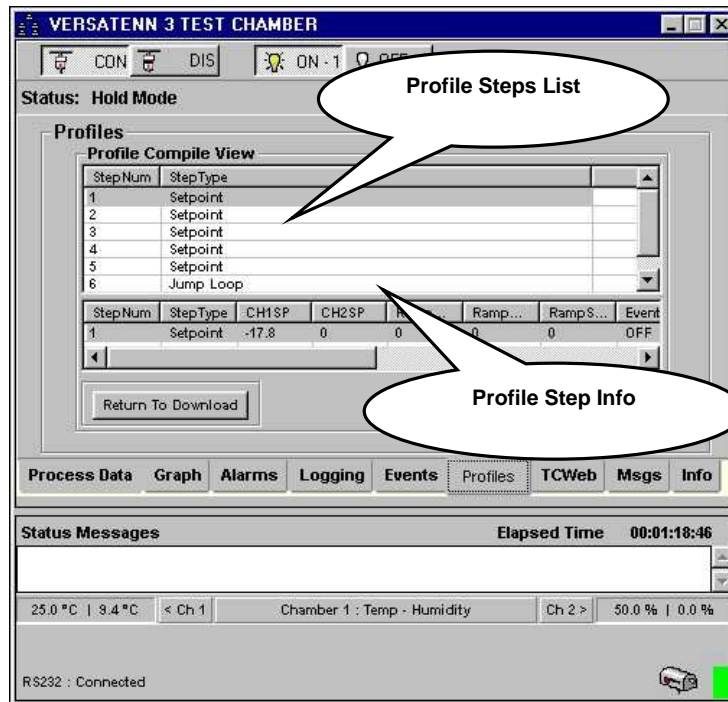 VERSATENN 3 TEST CHAMBER
CON DIS ON - 1
Profile Steps List
Status: Hold Mode
Profiles
Profile Compile View
StepNum StepType
1 Setpoint
2 Setpoint
3 Setpoint
4 Setpoint
5 Setpoint
6 Jump Loop
StepNum StepType CH1SP CH2SP Ramp... RampS... Event
1 Setpoint -17.8 0 0 0 0 OFF
Profile Step Info
Return To Download
Process Data Graph Alarms Logging Events Profiles TCWeb Msgs Info
Status Messages Elapsed Time 00:01:18:46
25.0 °C | 9.4 °C < Ch 1 Chamber 1 : Temp - Humidity Ch 2 > 50.0 % | 0.0 %
RS232 : Connected